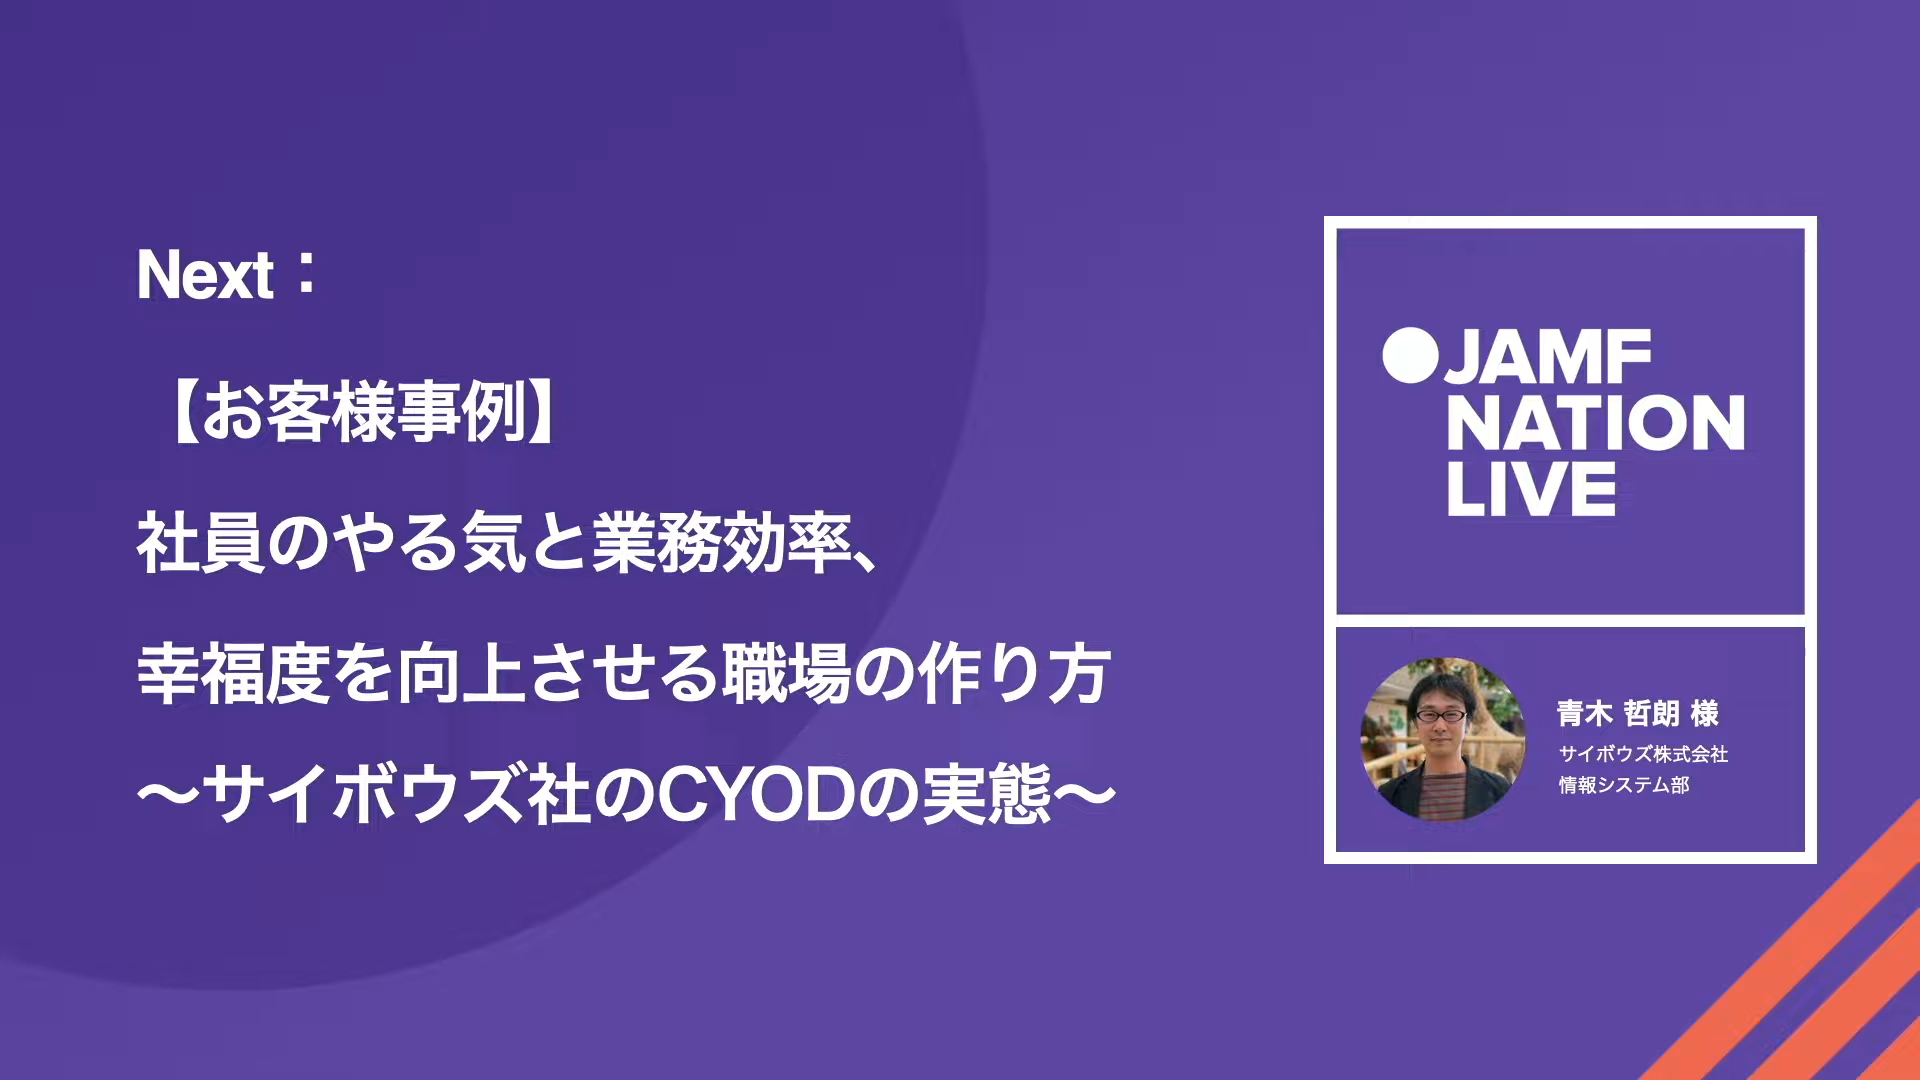 Next：
【お客様事例】
社員のやる気と業務効率、
幸福度を向上させる職場の作り方
〜サイボウズ社のCYODの実態〜
JAMF
NATION
LIVE
青木 哲朗 様
サイボウズ株式会社
情報システム部